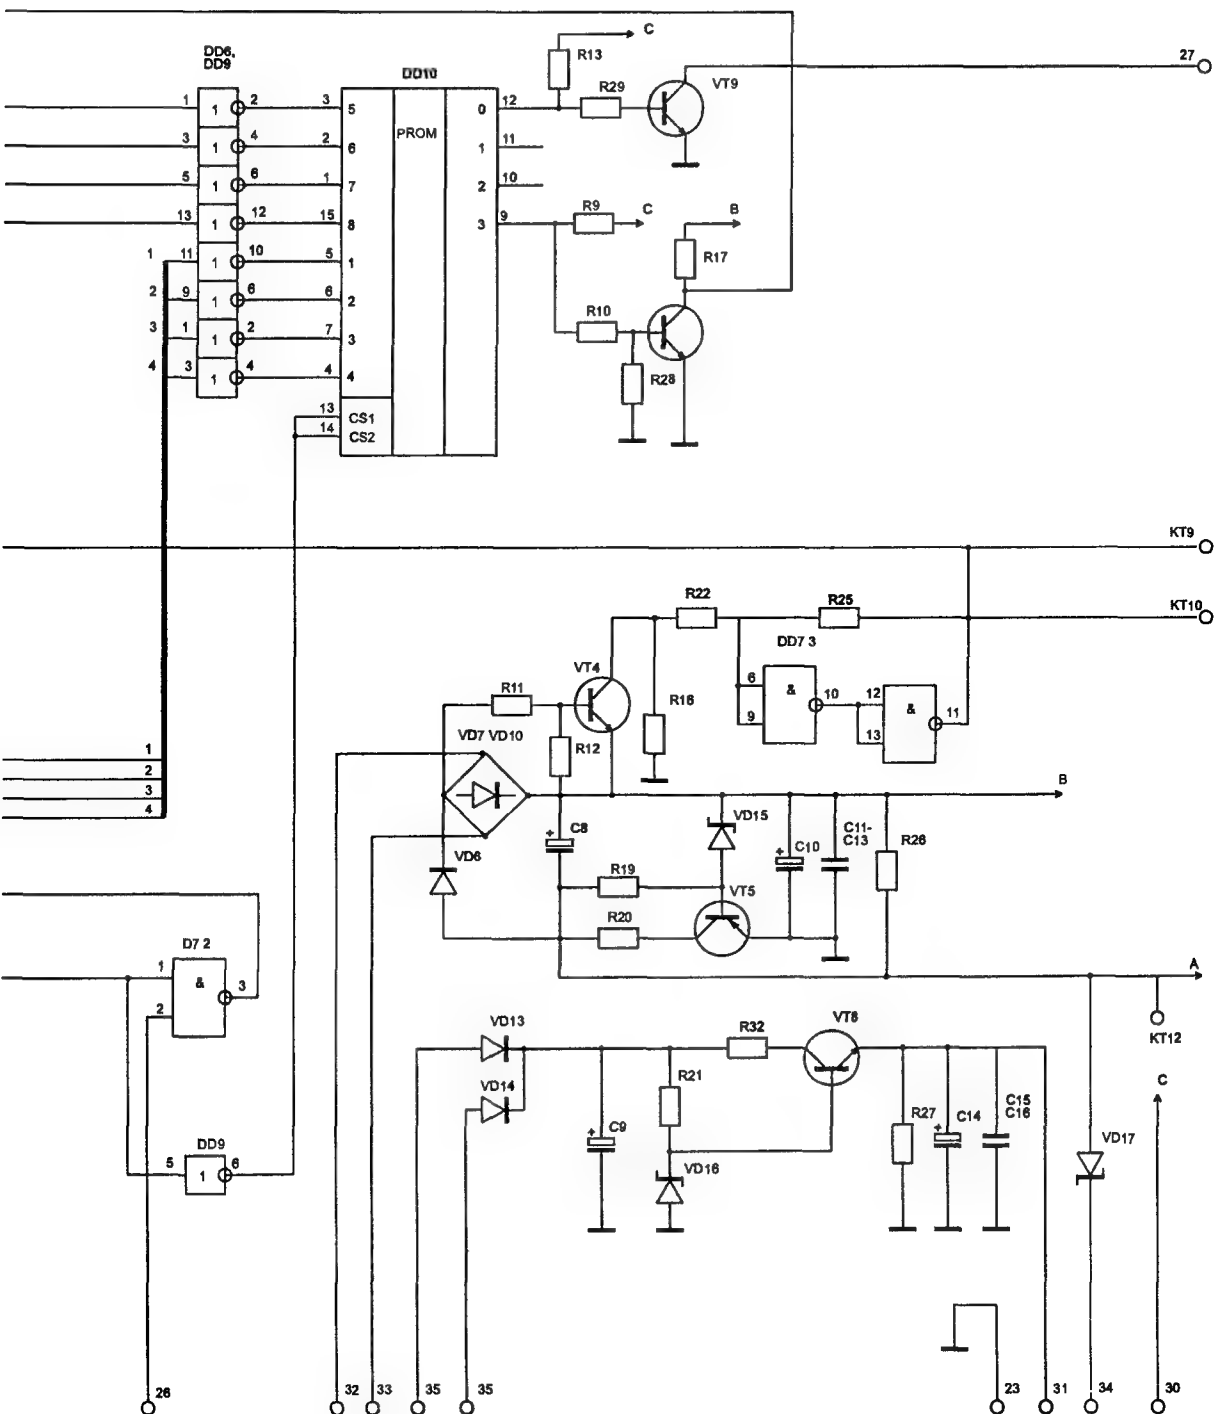 DD6,
DD9
DD10
R13
C
VT9
27
R29
1
1
2
3
5
PROM
0
12
3
1
4
2
6
1
11
5
1
6
1
7
2
10
13
1
12
15
8
3
9
R9
C
B
R17
1
11
1
10
5
1
2
9
1
6
6
2
R10
3
1
1
2
7
3
4
3
1
4
4
4
R28
13
CS1
14
CS2
KT9
R22
R25
KT10
DD7 3
VT4
R11
R16
6
&
10
12
&
11
9
13
VD7 VD10
R12
1
2
3
4
B
VD15
C8
+
C10
+
C11-
C13
R26
VD6
R19
VT5
R20
D7 2
1
&
3
2
A
VD13
R32
VT8
KT12
VD14
R21
C9
+
R27
C14
+
C15
C16
C
VD17
VD16
DD9
5
1
6
26
32
33
35
35
23
31
34
30